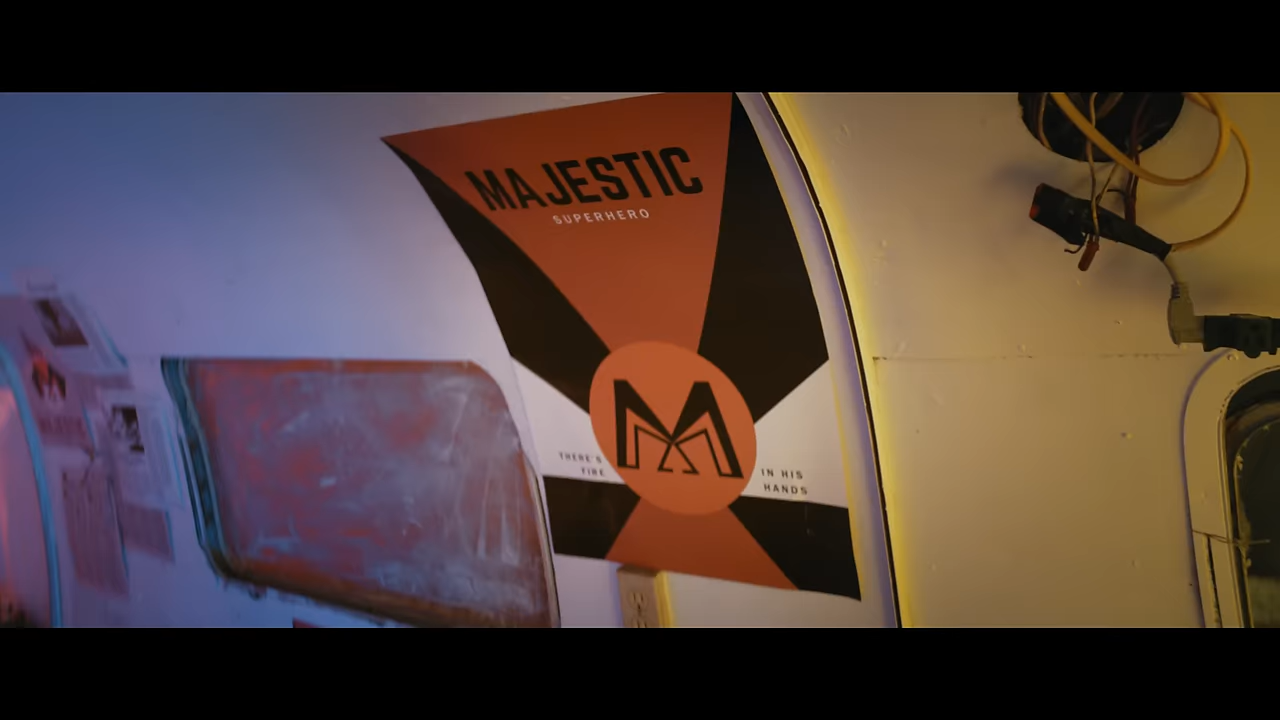 MAJESTIC
SUPERHERO
M
THERE'S
FIRE
IN HIS
HANDS